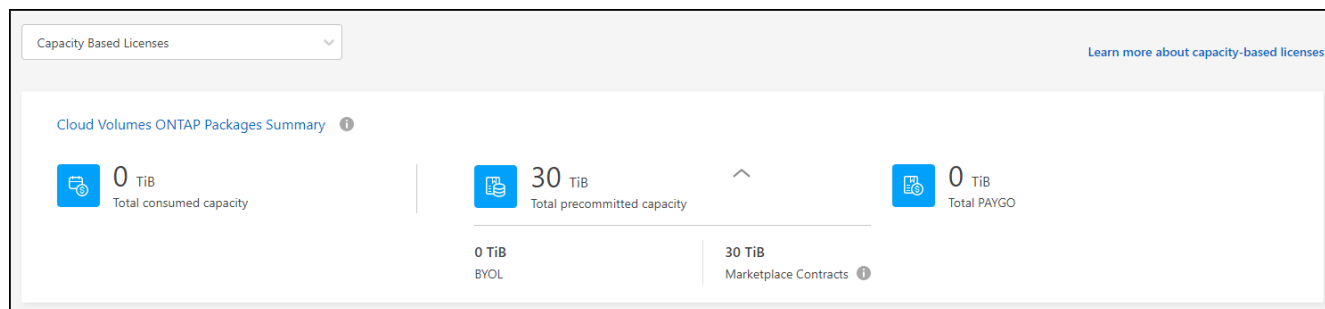 Capacity Based Licenses
Learn more about capacity-based licenses
Cloud Volumes ONTAP Packages Summary
0 TiB
Total consumed capacity
30 TiB
Total precommitted capacity
0 TiB
Total PAYGO
0 TiB
BYOL
30 TiB
Marketplace Contracts